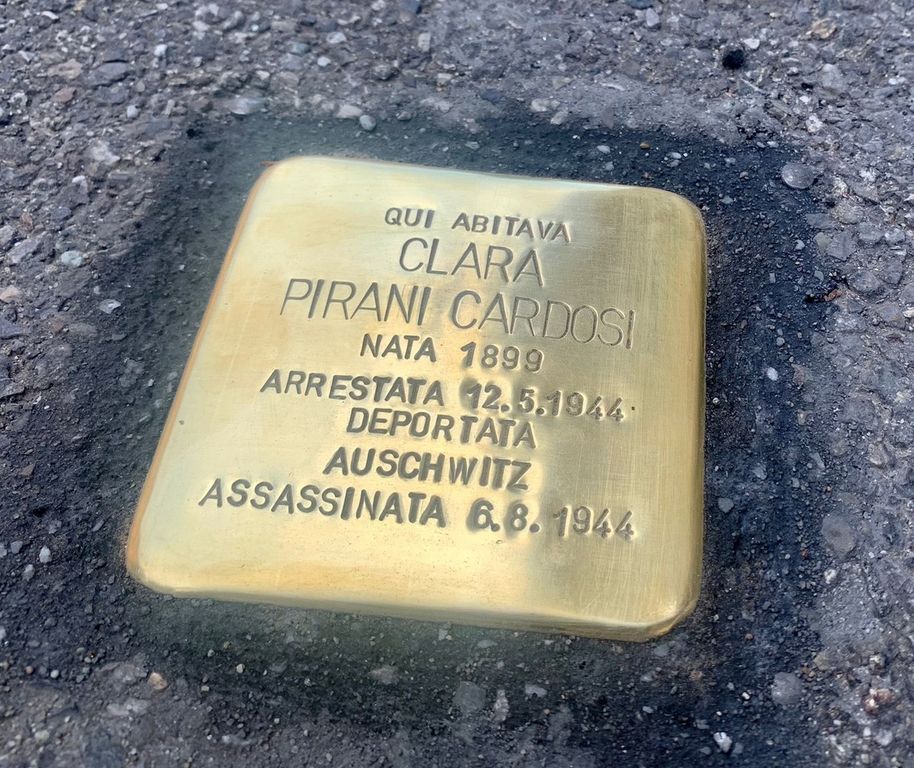 QUI ABITAVA
CLARA
PIRANI CARDOSI
NATA 1899
ARRESTATA 12.5.1944
DEPORTATA
AUSCHWITZ
ASSASSINATA 6.8.1944